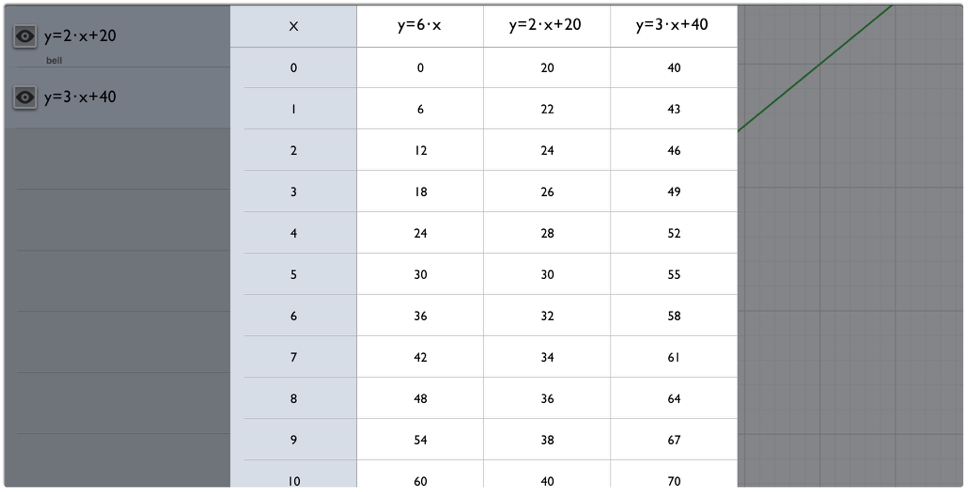 y=2·x+20
bell
y=3·x+40
x y=6·x y=2·x+20 y=3·x+40
0 0 20 40
1 6 22 43
2 12 24 46
3 18 26 49
4 24 28 52
5 30 30 55
6 36 32 58
7 42 34 61
8 48 36 64
9 54 38 67
10 60 40 70